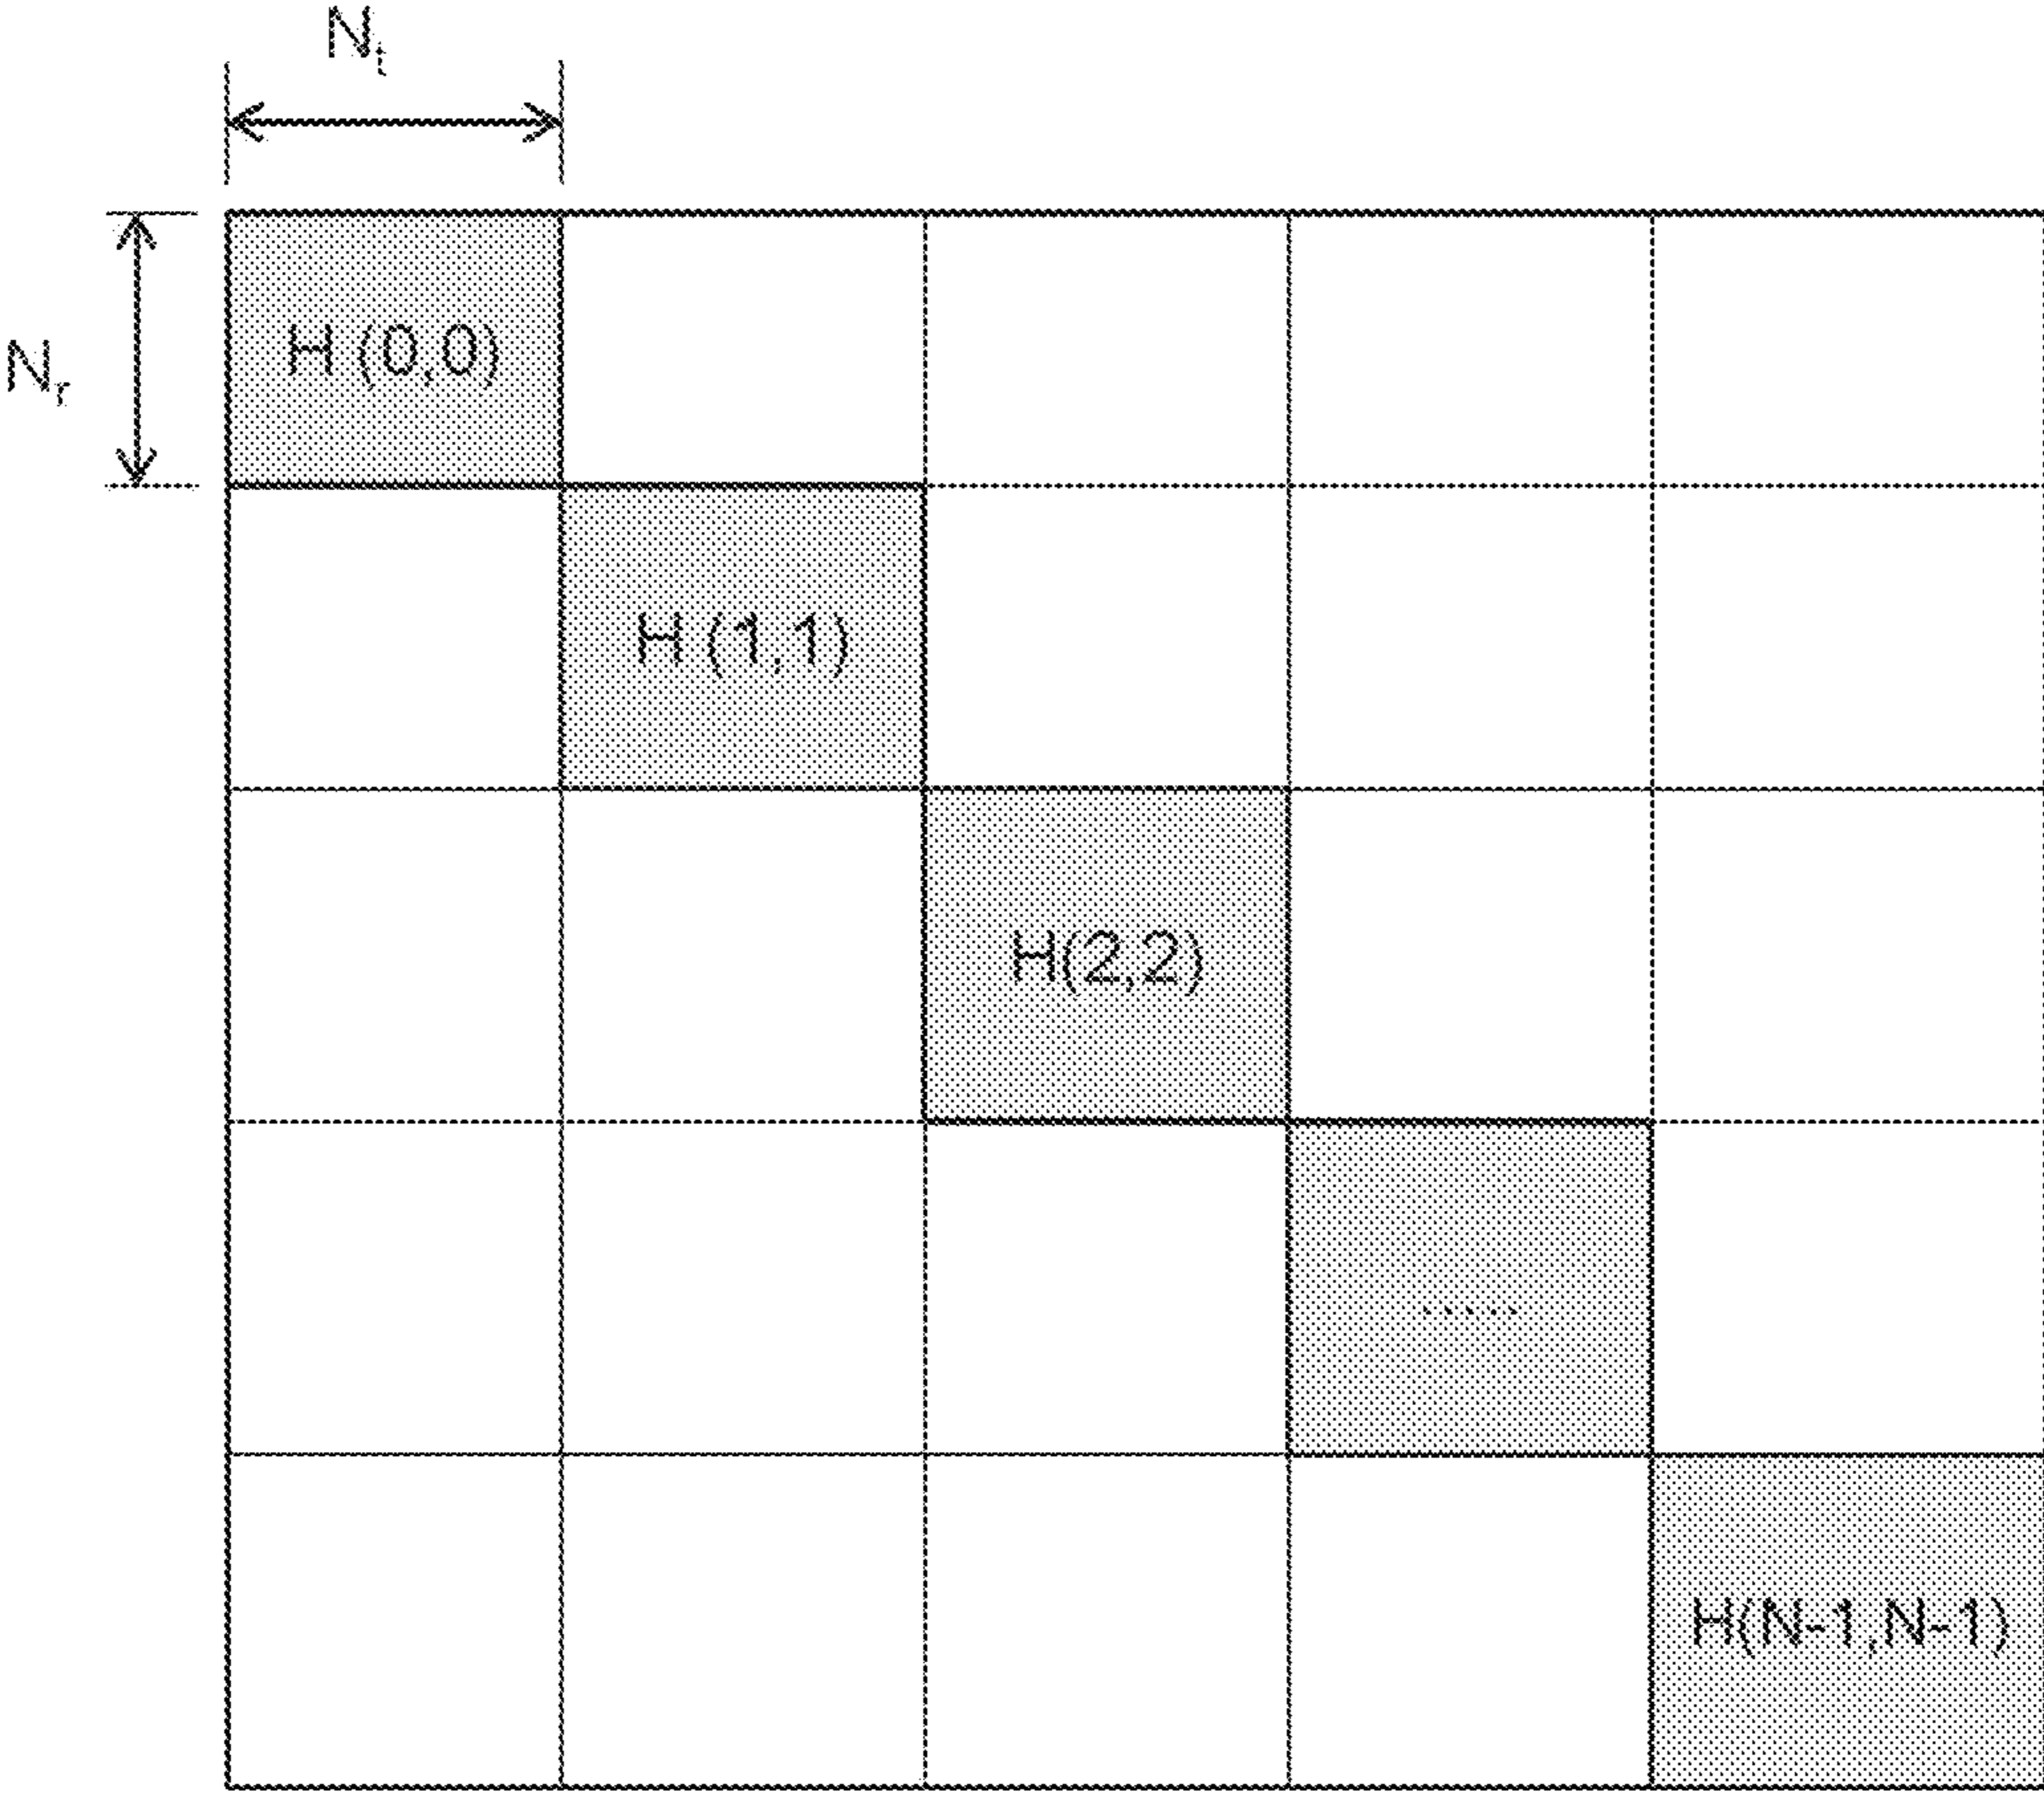 Nt
Nr
H (0,0)
H (1,1)
H(2,2)
.....
H(N-1,N-1)